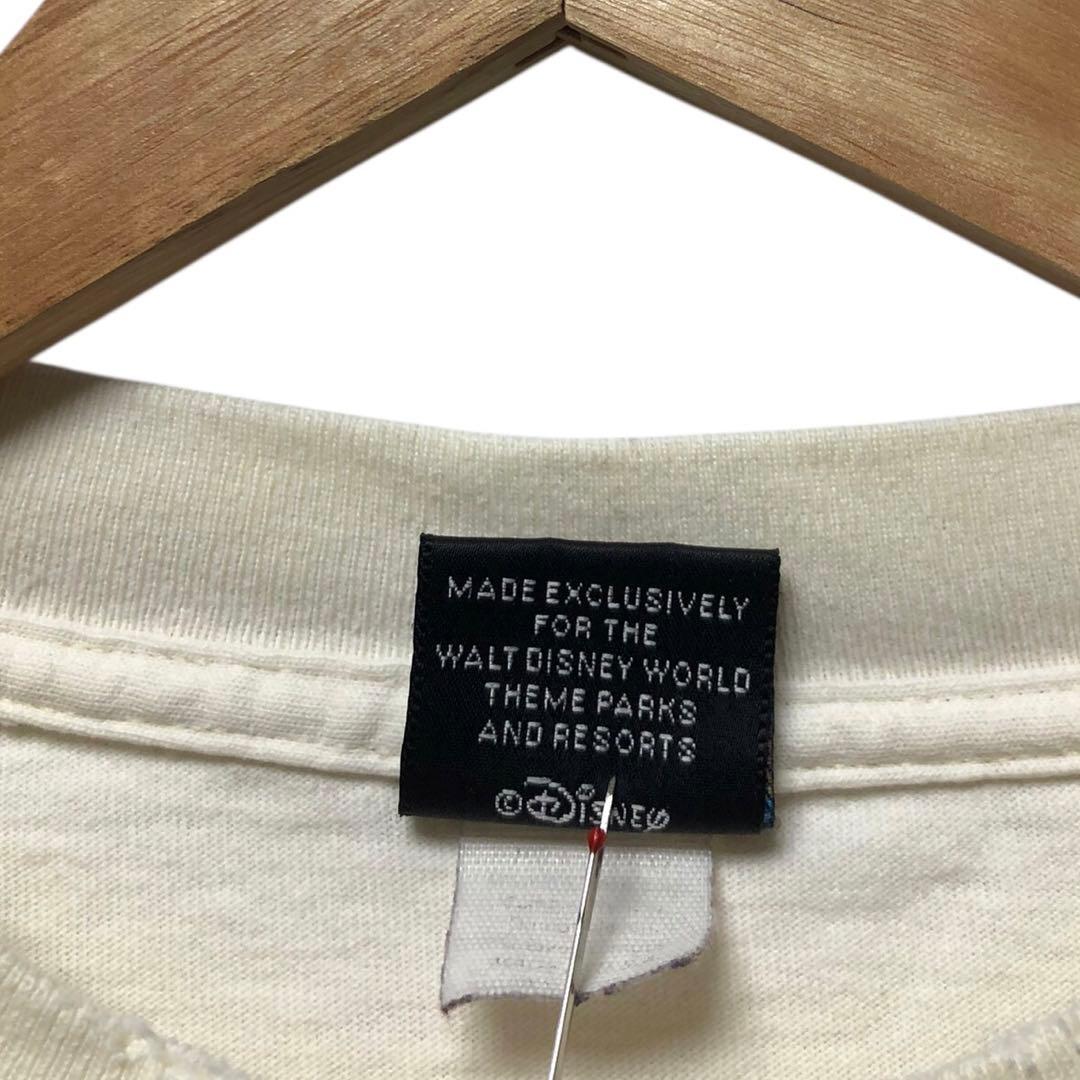 MADE EXCLUSIVELY
FOR THE
WALT DISNEY WORLD
THEME PARKS
AND RESORTS
© DISNEY